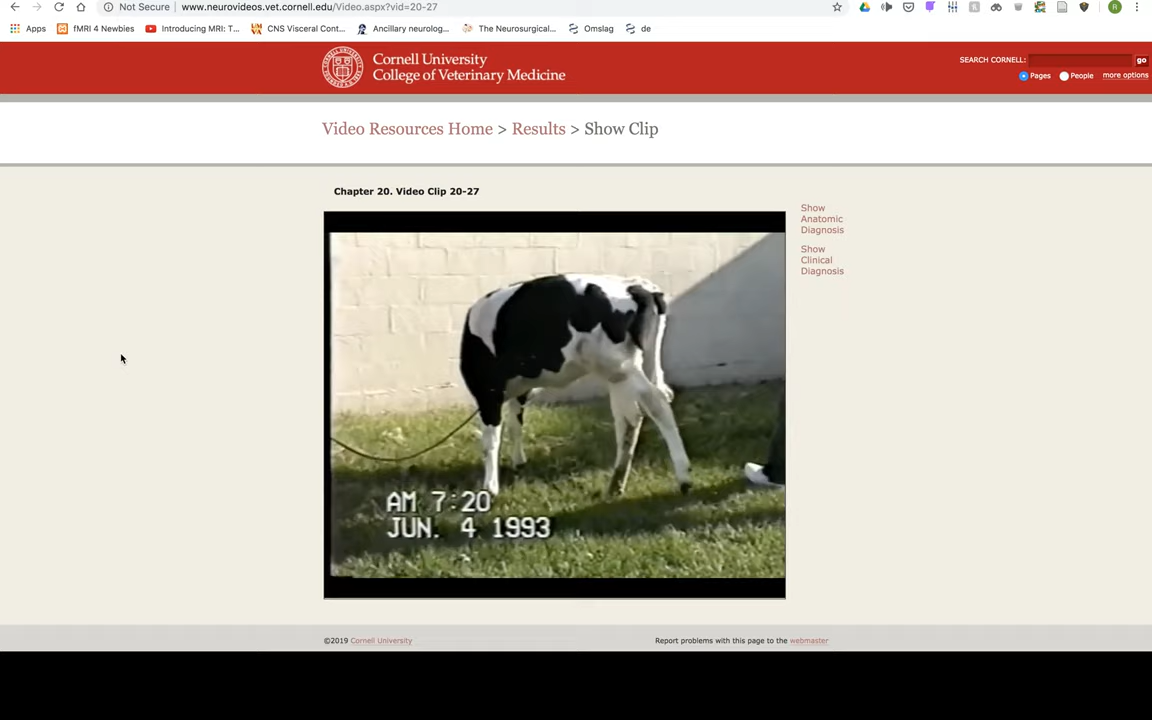 Not Secure www.neurovideos.vet.cornell.edu/Video.aspx?vid=20-27
R
Apps fMRI 4 Newbies Introducing MRI: T... CNS Visceral Cont... Ancillary neurolog... The Neurosurgical... Omslag de
Cornell University
College of Veterinary Medicine
SEARCH CORNELL: go
Pages People more options
Video Resources Home > Results > Show Clip
Chapter 20. Video Clip 20-27
Show
Anatomic
Diagnosis
Show
Clinical
Diagnosis
AM 7:20
JUN. 4 1993
©2019 Cornell University
Report problems with this page to the webmaster